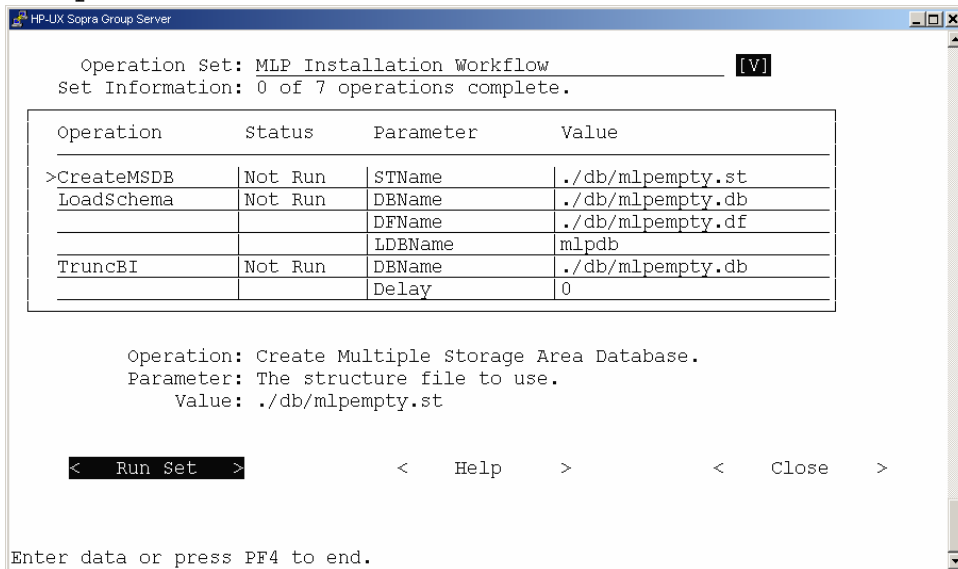 HP-UX Sopra Group Server
Operation Set: MLP Installation Workflow [V]
Set Information: 0 of 7 operations complete.
Operation Status Parameter Value
>CreateMSDB Not Run STName ./db/mlpempty.st
LoadSchema Not Run DBName ./db/mlpempty.db
DFName ./db/mlpempty.df
LDBName mlpdb
TruncBI Not Run DBName ./db/mlpempty.db
Delay 0
Operation: Create Multiple Storage Area Database.
Parameter: The structure file to use.
Value: ./db/mlpempty.st
< Run Set > < Help > < Close >
Enter data or press PF4 to end.